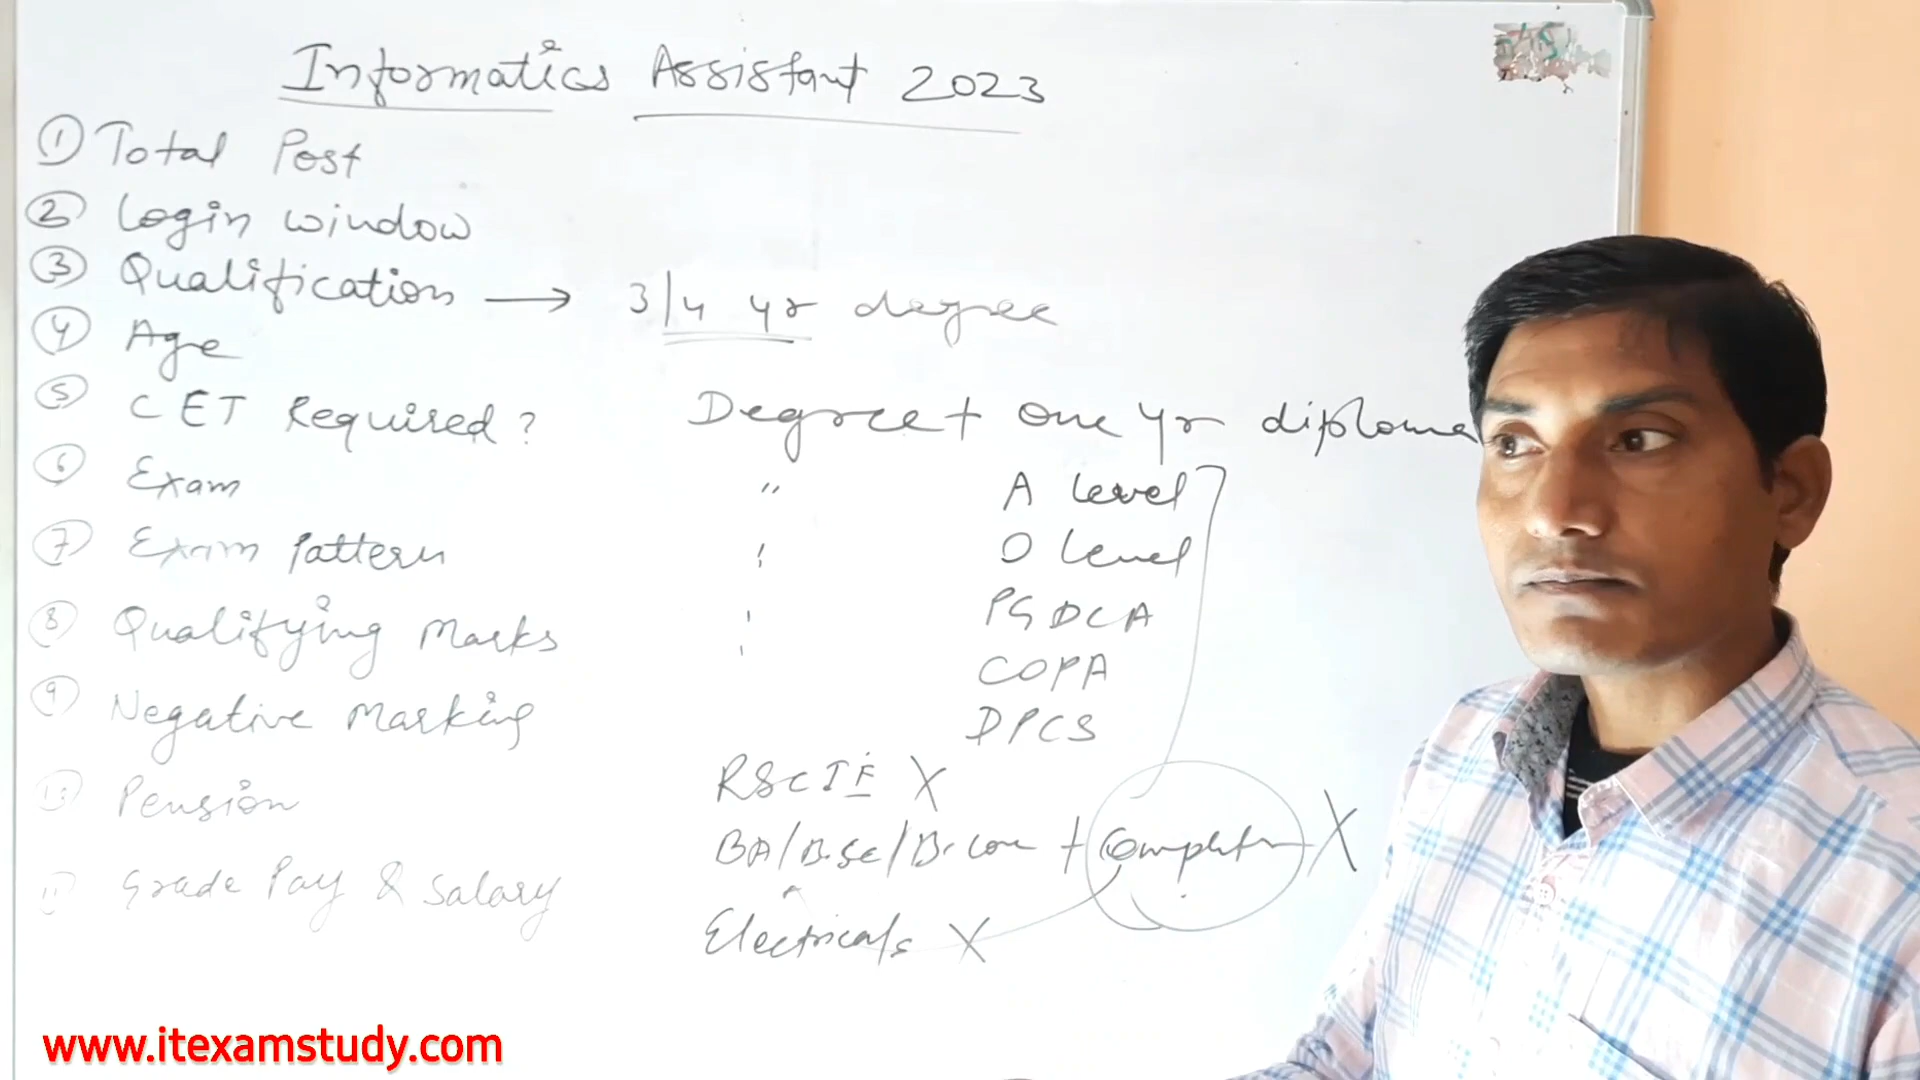 Informatics Assistant 2023
① Total Post
② Login window
③ Qualification → 3/4 yr degree
④ Age
⑤ CET Required?
Degree + one yr diploma
⑥ Exam
" A level
⑦ Exam Pattern
' O level
⑧ Qualifying Marks
' PGDCA
' COPA
⑨ Negative Marking
DPCS
⑩ Pension
RSCIF X
BA/B.Sc/B.com + Computer X
⑪ Grade Pay & Salary
Electricals X
www.itexamstudy.com